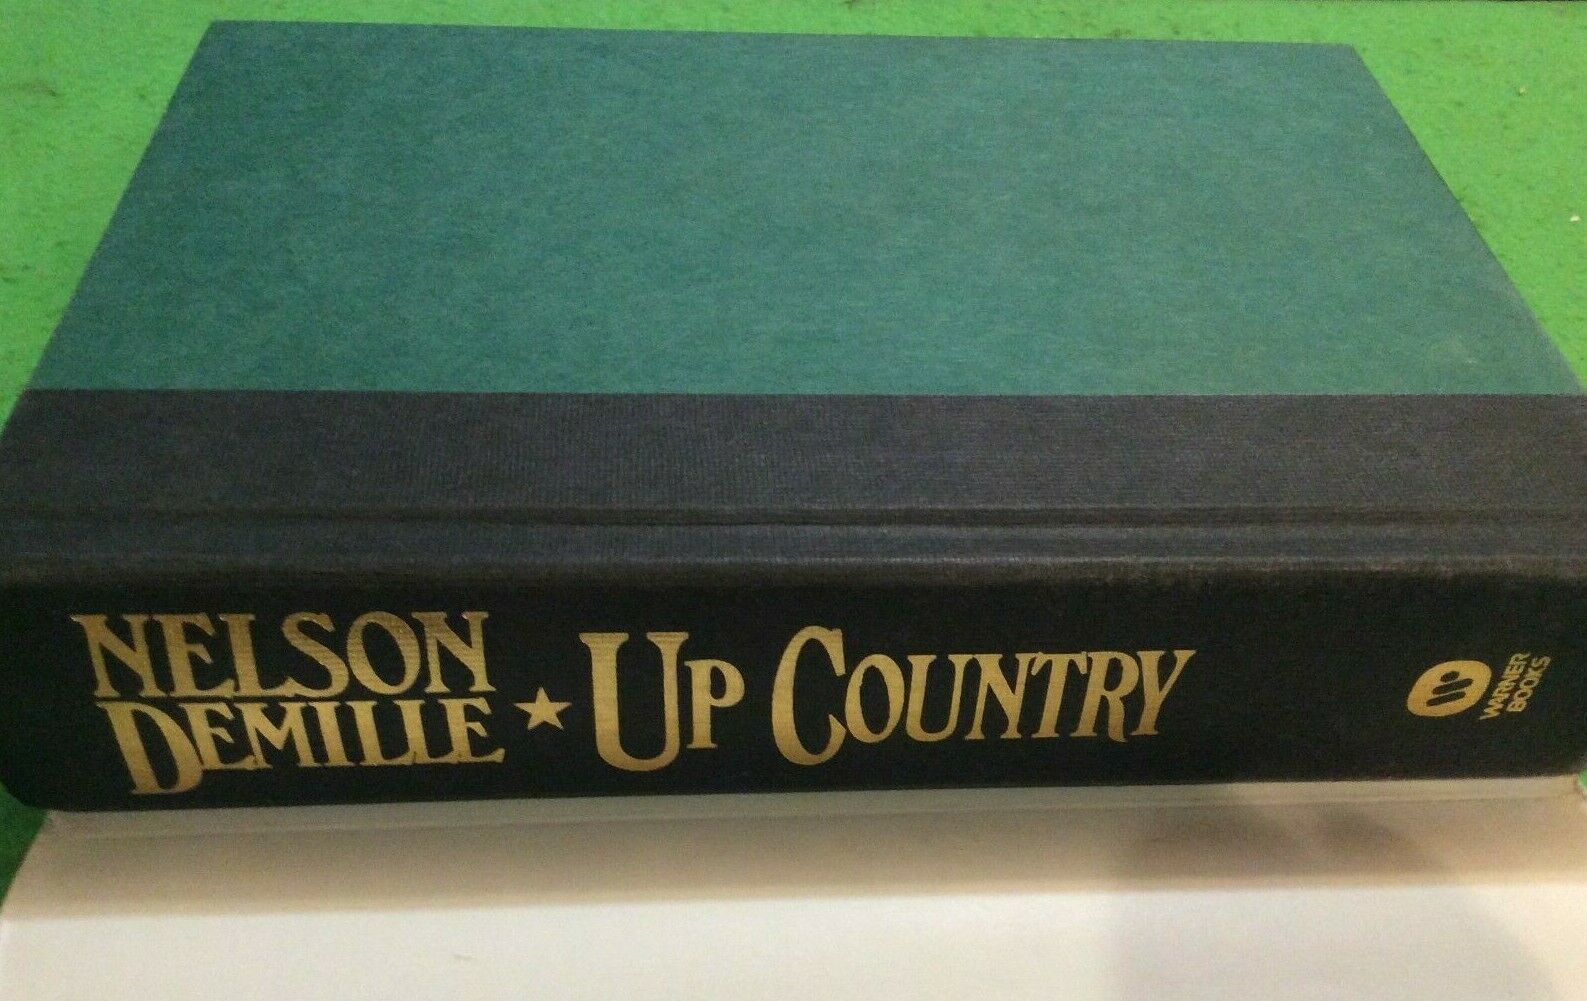 NELSON
DEMILLE
★ UP COUNTRY
WARNER
BOOKS